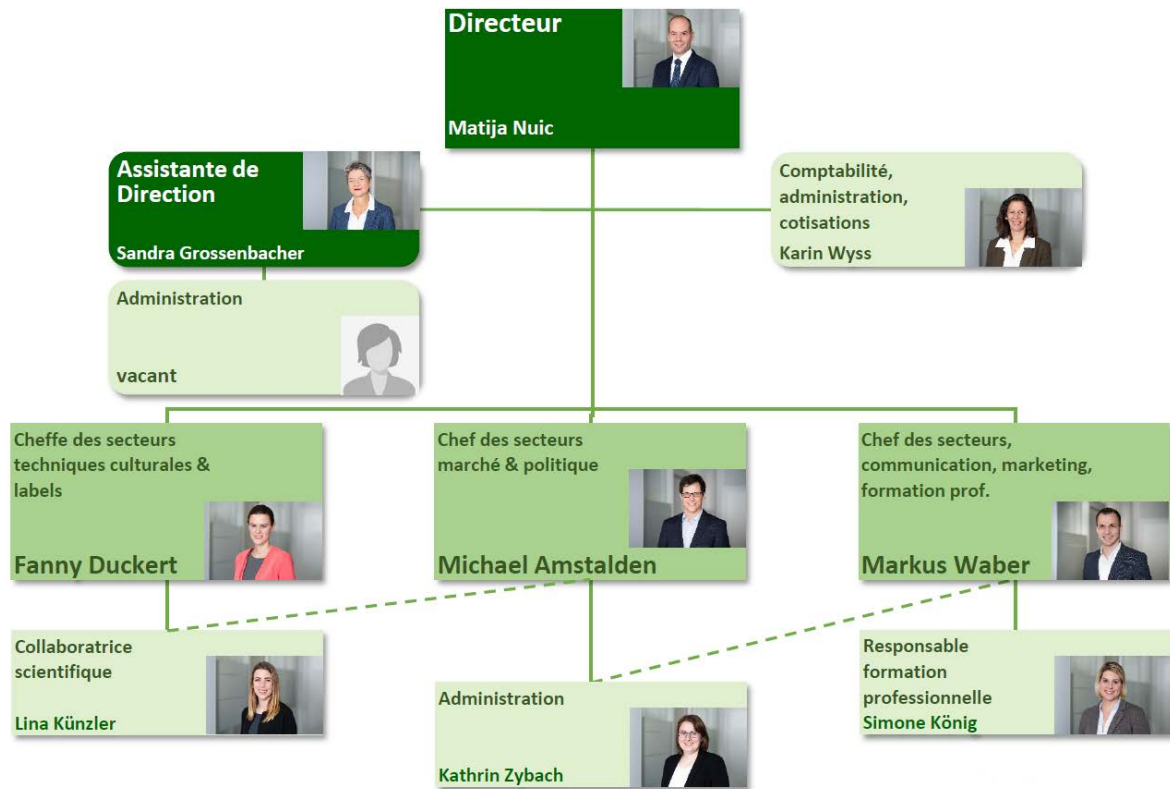 Directeur
Matija Nuic
Assistante de
Direction
Sandra Grossenbacher
Comptabilité,
administration,
cotisations
Karin Wyss
Administration
vacant
Cheffe des secteurs
techniques culturales &
labels
Fanny Duckert
Chef des secteurs
marché & politique
Michael Amstalden
Chef des secteurs,
communication, marketing,
formation prof.
Markus Waber
Collaboratrice
scientifique
Lina Künzler
Administration
Kathrin Zybach
Responsable
formation
professionnelle
Simone König